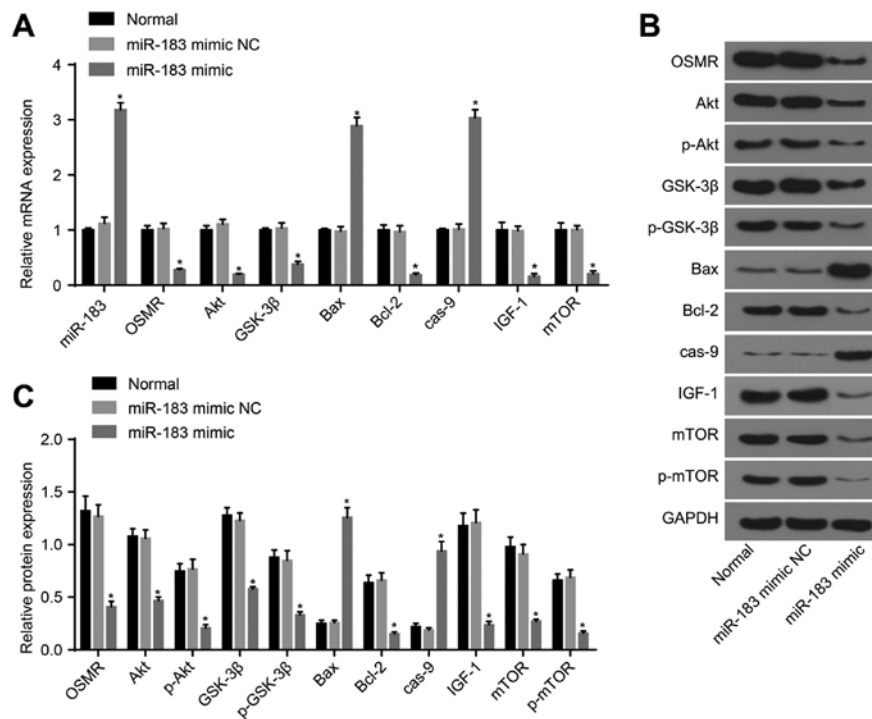 A
Normal
miR-183 mimic NC
miR-183 mimic
Relative mRNA expression
4
3
2
1
0
* * * * * * * * *
miR-183 OSMR Akt GSK-3β Bax Bcl-2 cas-9 IGF-1 mTOR
B
OSMR
Akt
p-Akt
GSK-3β
p-GSK-3β
Bax
Bcl-2
cas-9
IGF-1
mTOR
p-mTOR
GAPDH
Normal miR-183 mimic NC miR-183 mimic
C
Normal
miR-183 mimic NC
miR-183 mimic
Relative protein expression
2.0
1.5
1.0
0.5
0.0
* * * * * * * * * * *
OSMR Akt p-Akt GSK-3β p-GSK-3β Bax Bcl-2 cas-9 IGF-1 mTOR p-mTOR